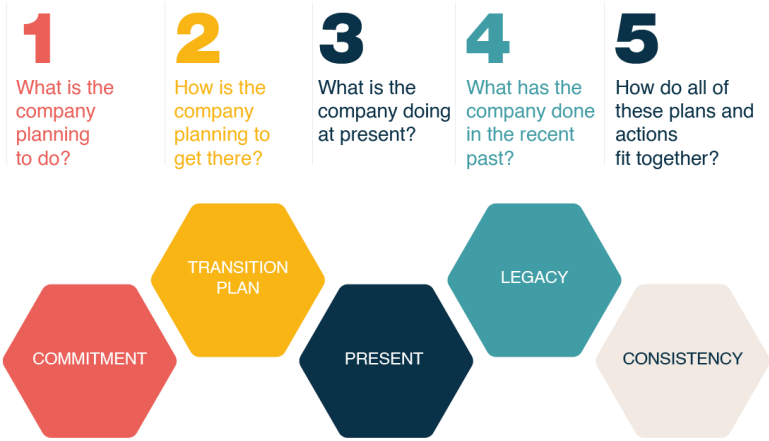 1
What is the
company
planning
to do?
2
How is the
company
planning to
get there?
3
What is the
company doing
at present?
4
What has the
company done
in the recent
past?
5
How do all of
these plans and
actions
fit together?
COMMITMENT
TRANSITION
PLAN
PRESENT
LEGACY
CONSISTENCY